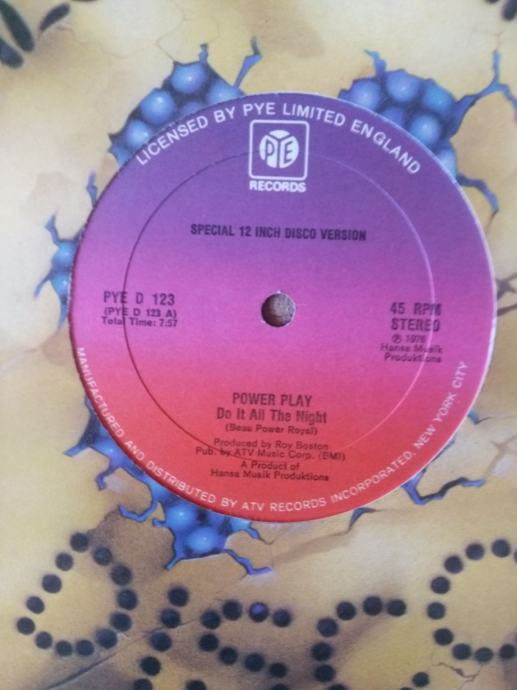 LICENSED BY PYE LIMITED ENGLAND
PYE
RECORDS
SPECIAL 12 INCH DISCO VERSION
PYE D 123
(PYE D 123 A)
Total Time: 7:57
45 RPM
STEREO
℗ 1976
Hansa Musik
Produktions
POWER PLAY
Do It All The Night
(Beau Power Royal)
Produced by Roy Boston
Pub. by ATV Music Corp. (BMI)
A Product of
Hansa Musik Produktions
MANUFACTURED AND DISTRIBUTED BY ATV RECORDS INCORPORATED, NEW YORK CITY
DISCO